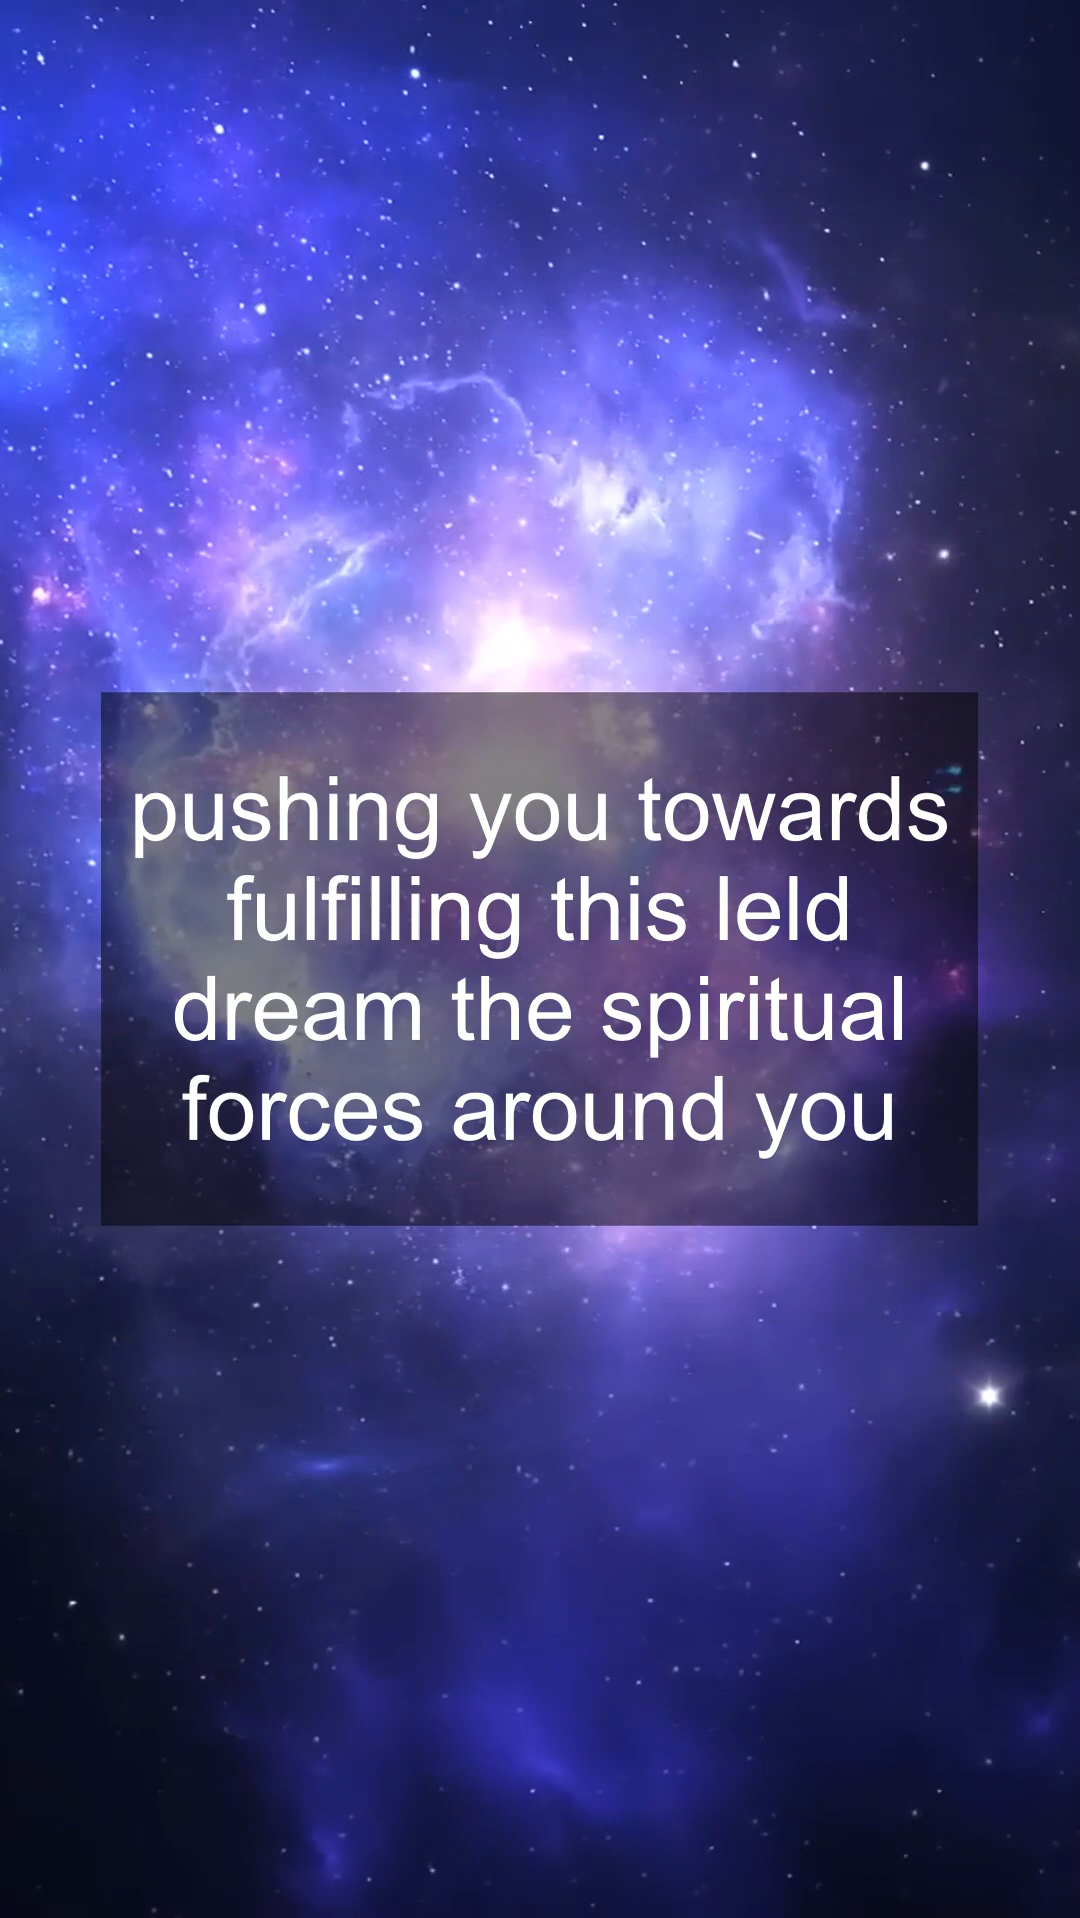 pushing you towards
fulfilling this leld
dream the spiritual
forces around you